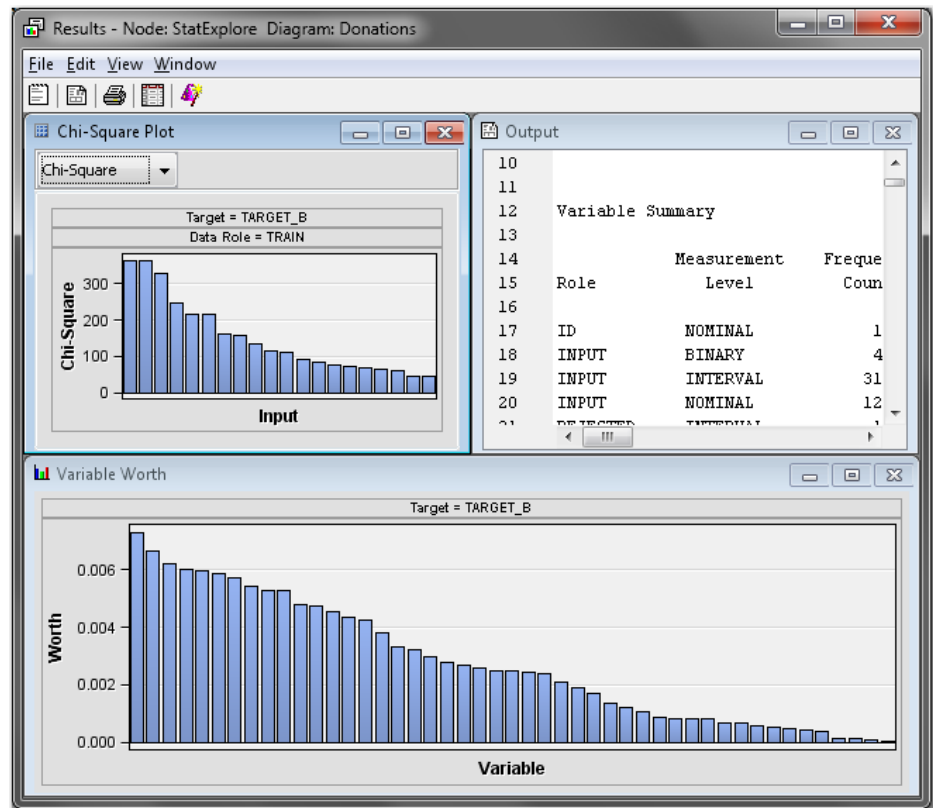 Results - Node: StatExplore Diagram: Donations
File Edit View Window
Chi-Square Plot
Chi-Square
Target = TARGET_B
Data Role = TRAIN
Chi-Square
300
200
100
0
Input
Output
10
11
12 Variable Summary
13
14 Measurement Freque
15 Role Level Coun
16
17 ID NOMINAL 1
18 INPUT BINARY 4
19 INPUT INTERVAL 31
20 INPUT NOMINAL 12
Variable Worth
Target = TARGET_B
Worth
0.006
0.004
0.002
0.000
Variable